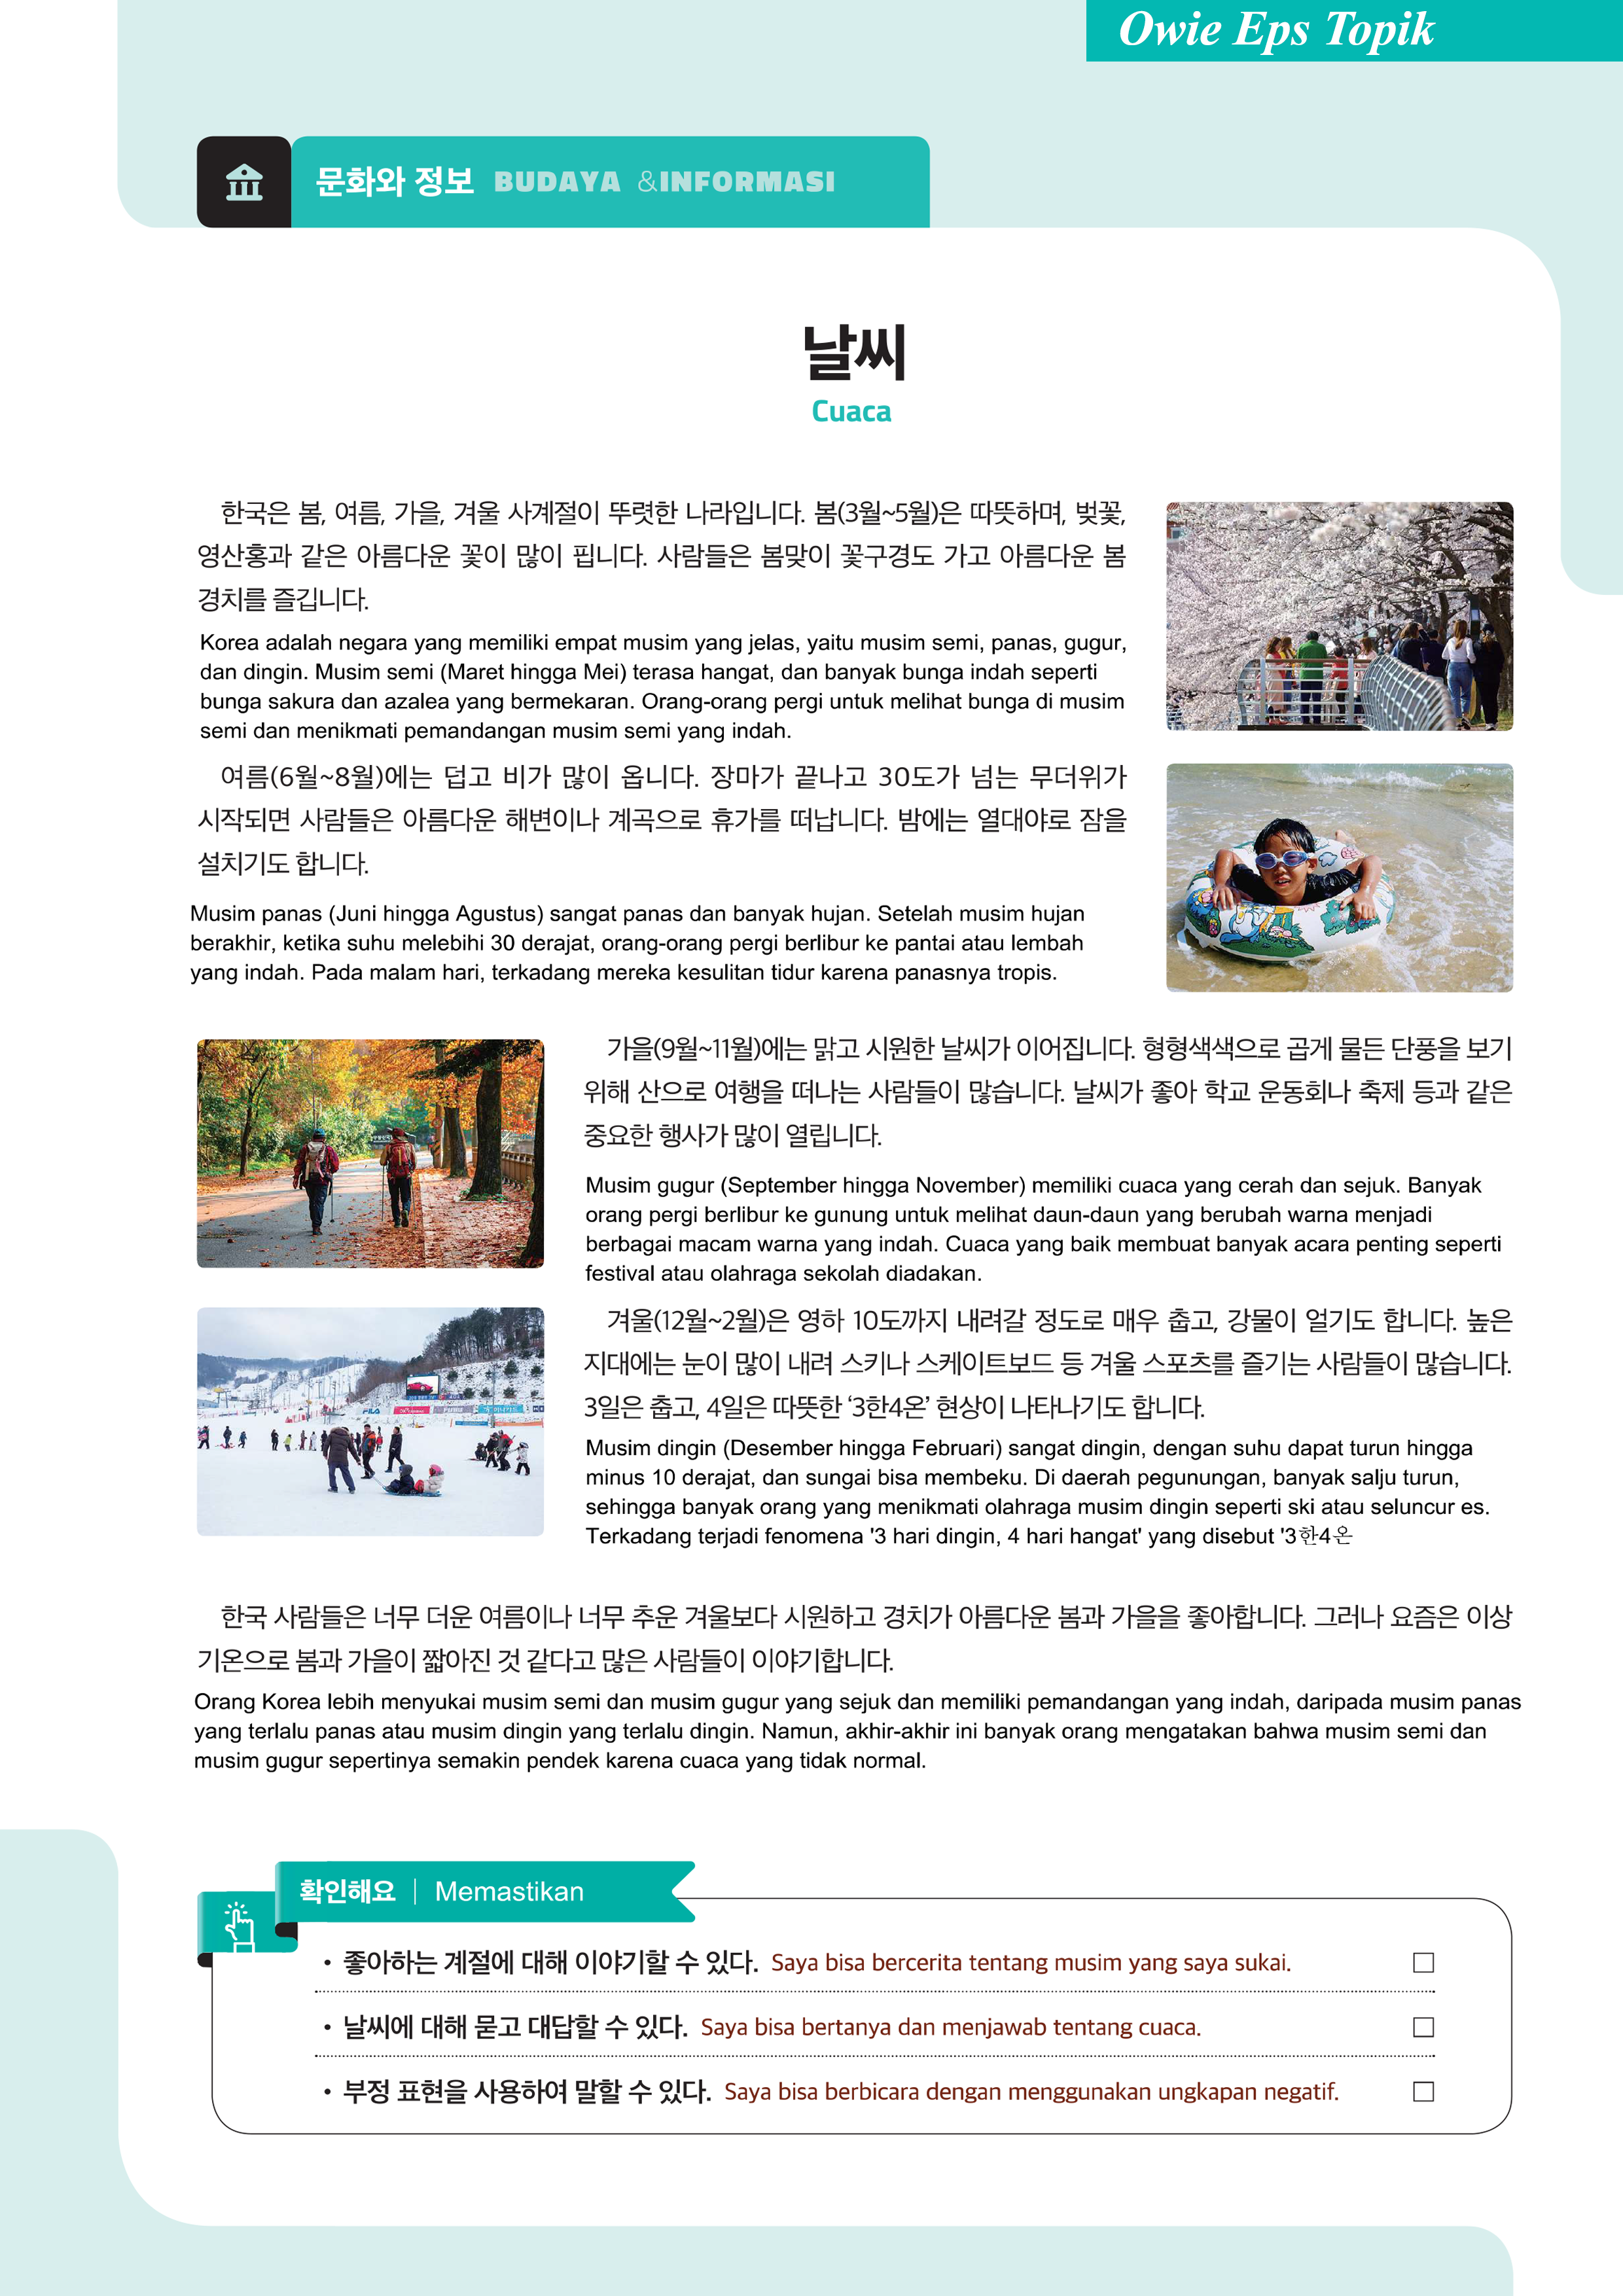 Owie Eps Topik
문화와 정보 BUDAYA &INFORMASI
날씨
Cuaca
한국은 봄, 여름, 가을, 겨울 사계절이 뚜렷한 나라입니다. 봄(3월~5월)은 따뜻하며, 벚꽃,
영산홍과 같은 아름다운 꽃이 많이 핍니다. 사람들은 봄맞이 꽃구경도 가고 아름다운 봄
경치를 즐깁니다.
Korea adalah negara yang memiliki empat musim yang jelas, yaitu musim semi, panas, gugur,
dan dingin. Musim semi (Maret hingga Mei) terasa hangat, dan banyak bunga indah seperti
bunga sakura dan azalea yang bermekaran. Orang-orang pergi untuk melihat bunga di musim
semi dan menikmati pemandangan musim semi yang indah.
여름(6월~8월)에는 덥고 비가 많이 옵니다. 장마가 끝나고 30도가 넘는 무더위가
시작되면 사람들은 아름다운 해변이나 계곡으로 휴가를 떠납니다. 밤에는 열대야로 잠을
설치기도 합니다.
Musim panas (Juni hingga Agustus) sangat panas dan banyak hujan. Setelah musim hujan
berakhir, ketika suhu melebihi 30 derajat, orang-orang pergi berlibur ke pantai atau lembah
yang indah. Pada malam hari, terkadang mereka kesulitan tidur karena panasnya tropis.
가을(9월~11월)에는 맑고 시원한 날씨가 이어집니다. 형형색색으로 곱게 물든 단풍을 보기
위해 산으로 여행을 떠나는 사람들이 많습니다. 날씨가 좋아 학교 운동회나 축제 등과 같은
중요한 행사가 많이 열립니다.
Musim gugur (September hingga November) memiliki cuaca yang cerah dan sejuk. Banyak
orang pergi berlibur ke gunung untuk melihat daun-daun yang berubah warna menjadi
berbagai macam warna yang indah. Cuaca yang baik membuat banyak acara penting seperti
festival atau olahraga sekolah diadakan.
겨울(12월~2월)은 영하 10도까지 내려갈 정도로 매우 춥고, 강물이 얼기도 합니다. 높은
지대에는 눈이 많이 내려 스키나 스케이트보드 등 겨울 스포츠를 즐기는 사람들이 많습니다.
3일은 춥고, 4일은 따뜻한 ‘3한4온’ 현상이 나타나기도 합니다.
Musim dingin (Desember hingga Februari) sangat dingin, dengan suhu dapat turun hingga
minus 10 derajat, dan sungai bisa membeku. Di daerah pegunungan, banyak salju turun,
sehingga banyak orang yang menikmati olahraga musim dingin seperti ski atau seluncur es.
Terkadang terjadi fenomena '3 hari dingin, 4 hari hangat' yang disebut '3한4온
FILA
한국 사람들은 너무 더운 여름이나 너무 추운 겨울보다 시원하고 경치가 아름다운 봄과 가을을 좋아합니다. 그러나 요즘은 이상
기온으로 봄과 가을이 짧아진 것 같다고 많은 사람들이 이야기합니다.
Orang Korea lebih menyukai musim semi dan musim gugur yang sejuk dan memiliki pemandangan yang indah, daripada musim panas
yang terlalu panas atau musim dingin yang terlalu dingin. Namun, akhir-akhir ini banyak orang mengatakan bahwa musim semi dan
musim gugur sepertinya semakin pendek karena cuaca yang tidak normal.
확인해요 | Memastikan
• 좋아하는 계절에 대해 이야기할 수 있다. Saya bisa bercerita tentang musim yang saya sukai.
• 날씨에 대해 묻고 대답할 수 있다. Saya bisa bertanya dan menjawab tentang cuaca.
• 부정 표현을 사용하여 말할 수 있다. Saya bisa berbicara dengan menggunakan ungkapan negatif.